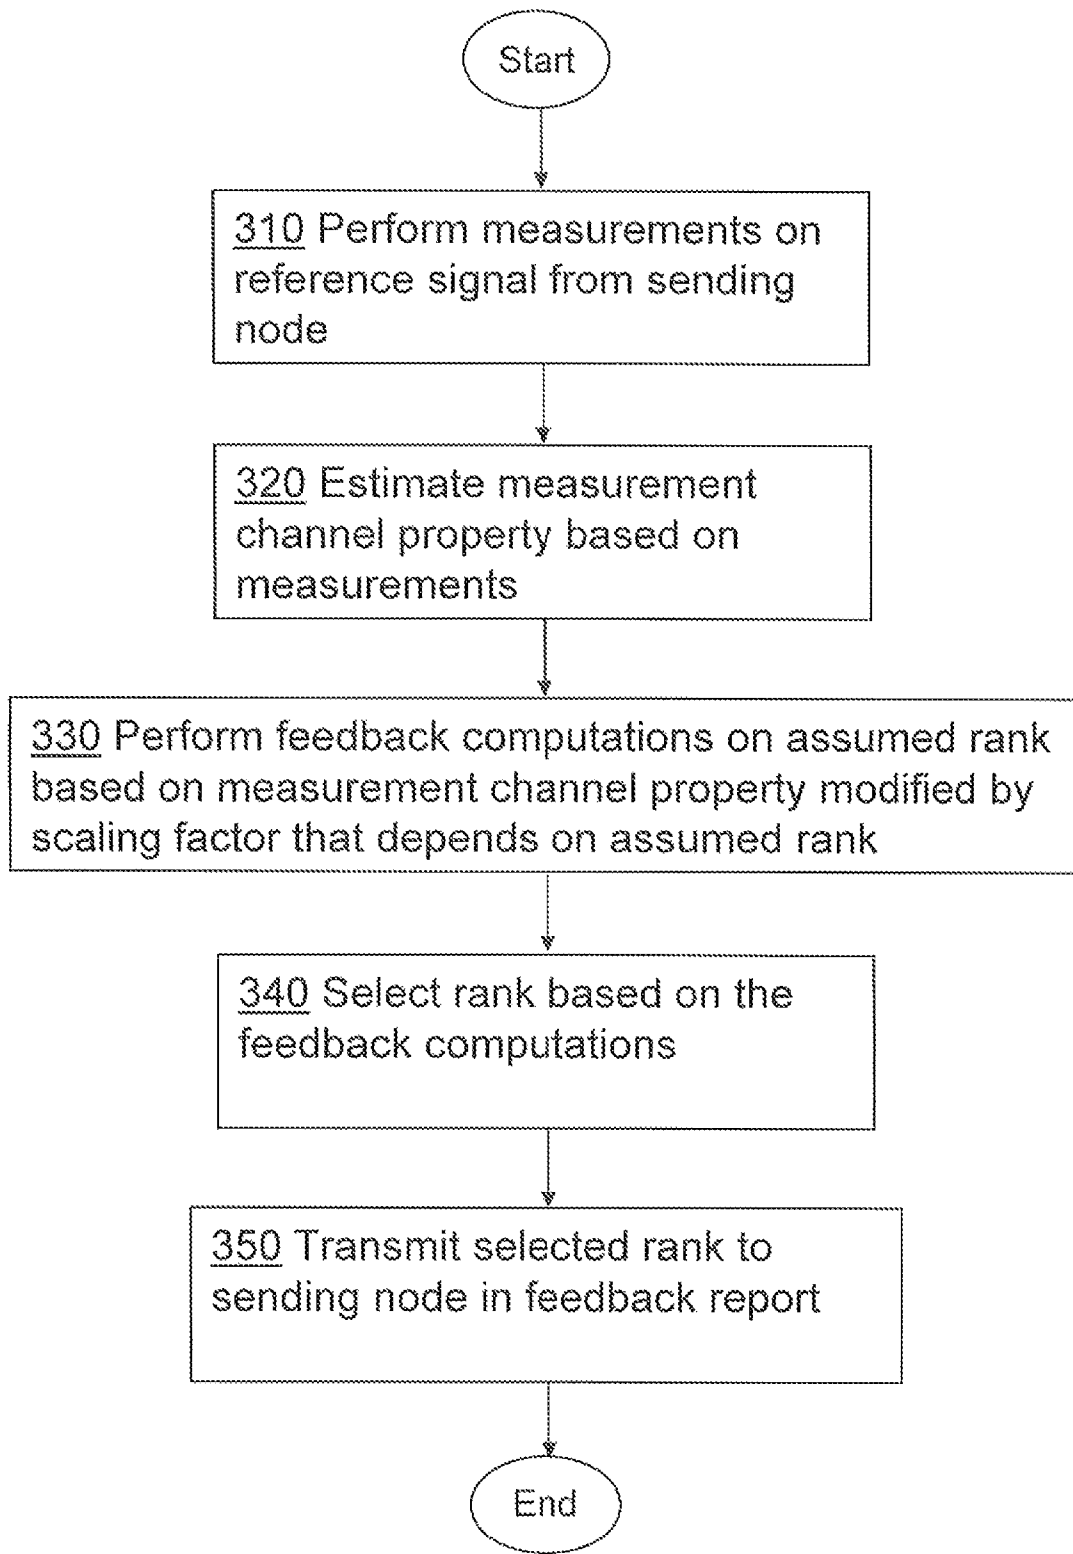 Start
310 Perform measurements on
reference signal from sending
node
320 Estimate measurement
channel property based on
measurements
330 Perform feedback computations on assumed rank
based on measurement channel property modified by
scaling factor that depends on assumed rank
340 Select rank based on the
feedback computations
350 Transmit selected rank to
sending node in feedback report
End